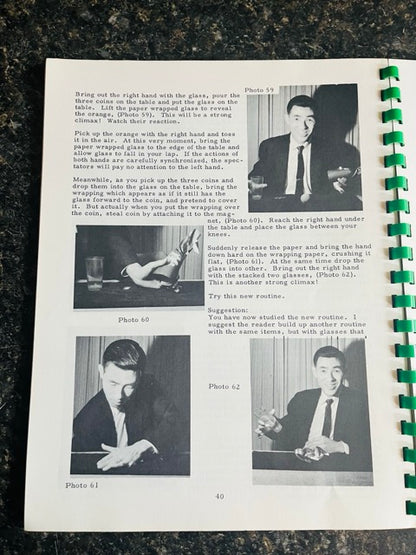 Bring out the right hand with the glass, pour the
three coins on the table and put the glass on the
table. Lift the paper wrapped glass to reveal
the orange, (Photo 59). This will be a strong
climax! Watch their reaction.
Photo 59
Pick up the orange with the right hand and toss
it in the air. At this very moment, bring the
paper wrapped to the edge of the table and
allow glass to fall in your lap. If the actions of
both hands are carefully synchronized, the spec-
tators will pay no attention to the left hand.
Meanwhile, as you pick up the three coins and
drop them into the glass on the table, bring the
wrapping which appears as if it still has the
glass forward to the coin, and pretend to cover
it. But actually when you put the wrapping over
the coin, steal coin by attaching it to the mag-
net, (Photo 60). Reach the right hand under
the table and place the glass between your
knees.
Suddenly release the paper and bring the hand
down hard on the wrapping paper, crushing it
flat, (Photo 61). At the same time drop the
glass into other. Bring out the right hand
with the stacked two glasses, (Photo 62).
This is another strong climax!
Try this new routine.
Photo 60
Suggestion:
You have now studied the new routine. I
suggest the reader build up another routine
with the same items, but with glasses that
Photo 62
Photo 61
40